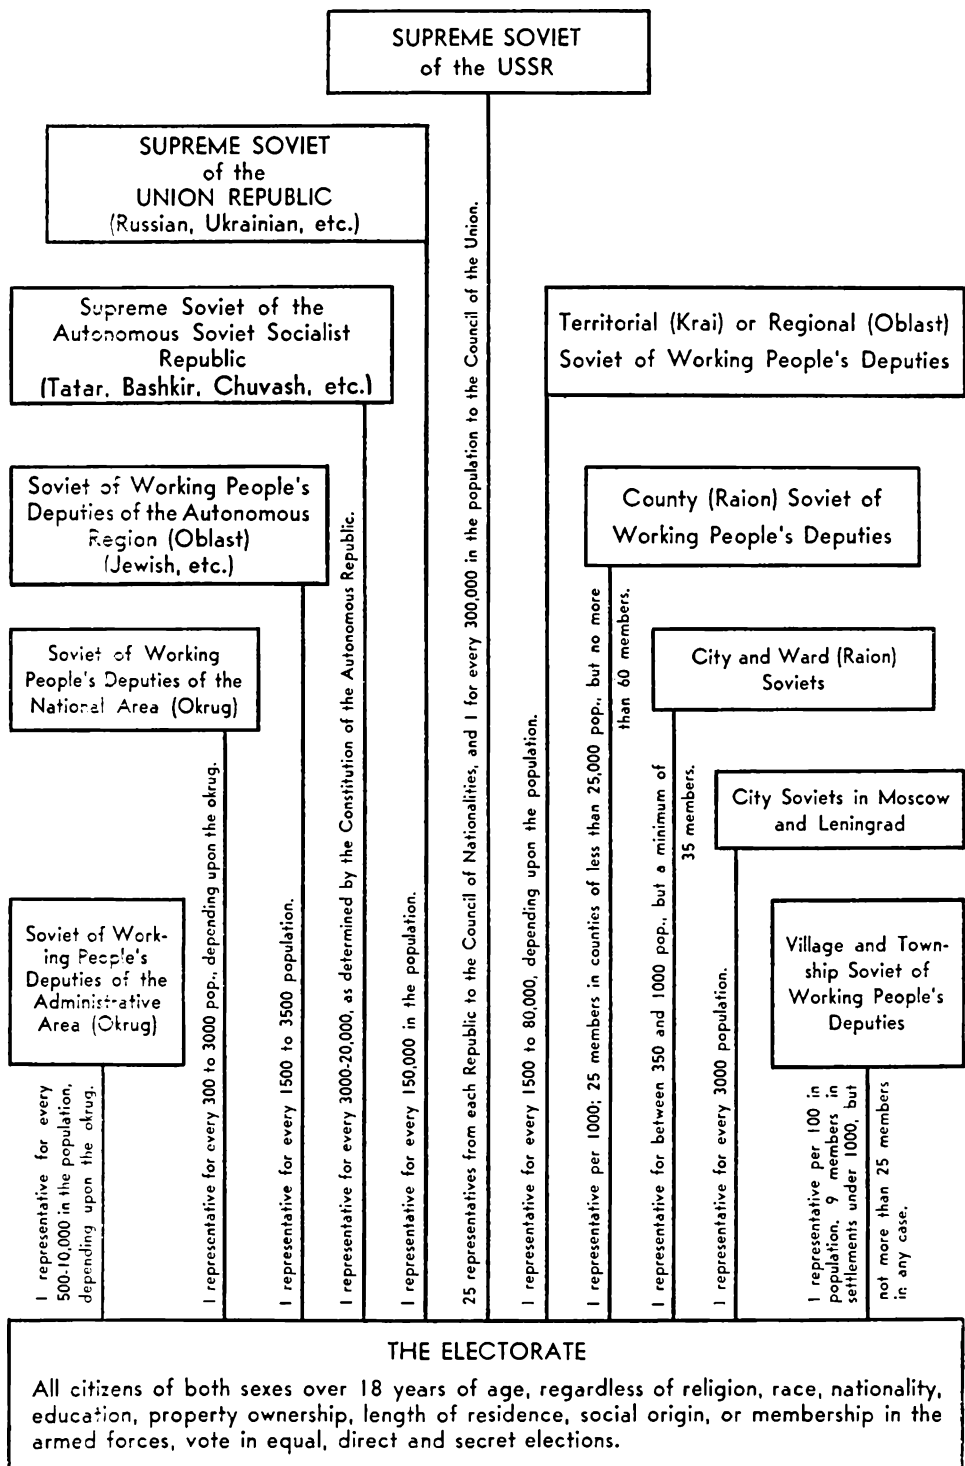 SUPREME SOVIET
of the USSR
SUPREME SOVIET
of the
UNION REPUBLIC
(Russian, Ukrainian, etc.)
Supreme Soviet of the
Autonomous Soviet Socialist
Republic
(Tatar, Bashkir, Chuvash, etc.)
Territorial (Krai) or Regional (Oblast)
Soviet of Working People's Deputies
Soviet of Working People's
Deputies of the Autonomous
Region (Oblast)
(Jewish, etc.)
County (Raion) Soviet of
Working People's Deputies
Soviet of Working
People's Deputies of the
National Area (Okrug)
City and Ward (Raion)
Soviets
City Soviets in Moscow
and Leningrad
Soviet of Work-
ing People's
Deputies of the
Administrative
Area (Okrug)
Village and Town-
ship Soviet of
Working People's
Deputies
1 representative for every
500-10,000 in the population,
depending upon the okrug.
1 representative for every 300 to 3000 pop., depending upon the okrug.
1 representative for every 1500 to 3500 population.
1 representative for every 3000-20,000, as determined by the Constitution of the Autonomous Republic.
1 representative for every 150,000 in the population.
25 representatives from each Republic to the Council of Nationalities, and 1 for every 300,000 in the population to the Council of the Union.
1 representative for every 1500 to 80,000, depending upon the population.
1 representative per 1000; 25 members in counties of less than 25,000 pop., but no more
than 60 members.
1 representative for between 350 and 1000 pop., but a minimum of
35 members.
1 representative for every 3000 population.
1 representative per 100 in
population. 9 members in
settlements under 1000, but
not more than 25 members
in any case.
THE ELECTORATE
All citizens of both sexes over 18 years of age, regardless of religion, race, nationality,
education, property ownership, length of residence, social origin, or membership in the
armed forces, vote in equal, direct and secret elections.